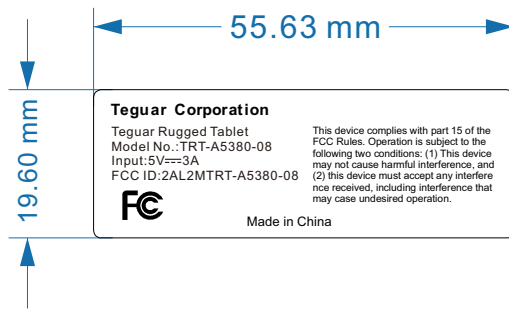 55.63 mm
19.60 mm
Teguar Corporation
Teguar Rugged Tablet
Model No.:TRT-A5380-08
Input:5V⎓3A
FCC ID:2AL2MTRT-A5380-08
FC
This device complies with part 15 of the
FCC Rules. Operation is subject to the
following two conditions: (1) This device
may not cause harmful interference, and
(2) this device must accept any interfere
nce received, including interference that
may case undesired operation.
Made in China